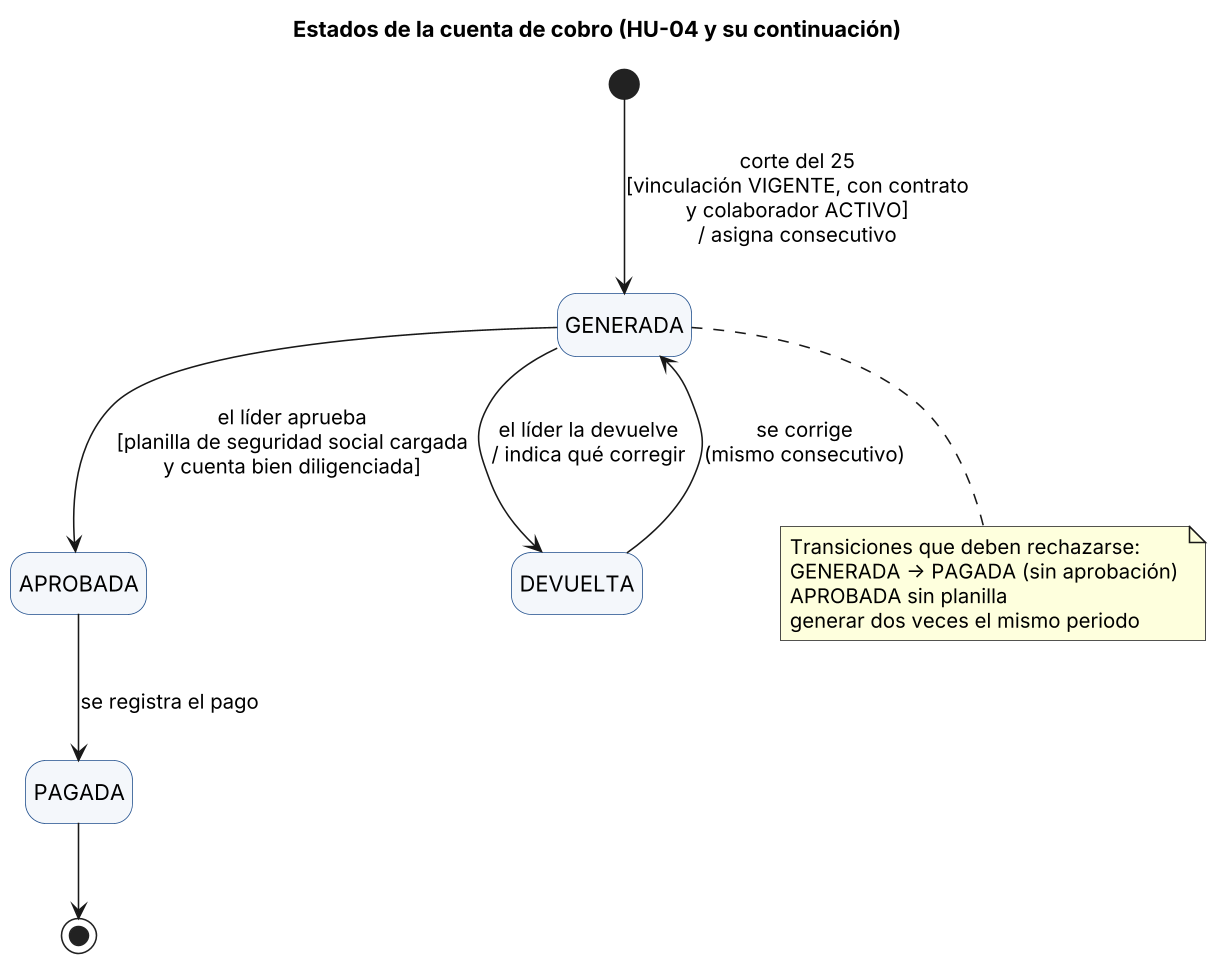 Estados de la cuenta de cobro (HU-04 y su continuación)
corte del 25
[vinculación VIGENTE, con contrato
y colaborador ACTIVO]
/ asigna consecutivo
GENERADA
el líder aprueba
[planilla de seguridad social cargada
y cuenta bien diligenciada]
el líder la devuelve
/ indica qué corregir
se corrige
(mismo consecutivo)
Transiciones que deben rechazarse:
GENERADA → PAGADA (sin aprobación)
APROBADA sin planilla
generar dos veces el mismo periodo
APROBADA
DEVUELTA
se registra el pago
PAGADA